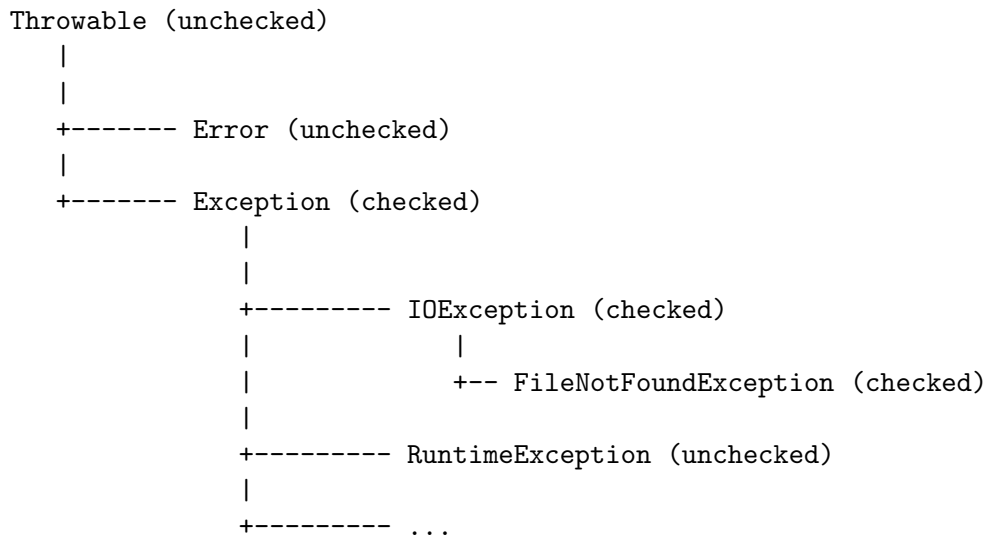 Throwable (unchecked)
|
|
+------- Error (unchecked)
|
+------- Exception (checked)
|
|
+--------- IOException (checked)
| |
| +-- FileNotFoundException (checked)
|
+--------- RuntimeException (unchecked)
|
+--------- ...